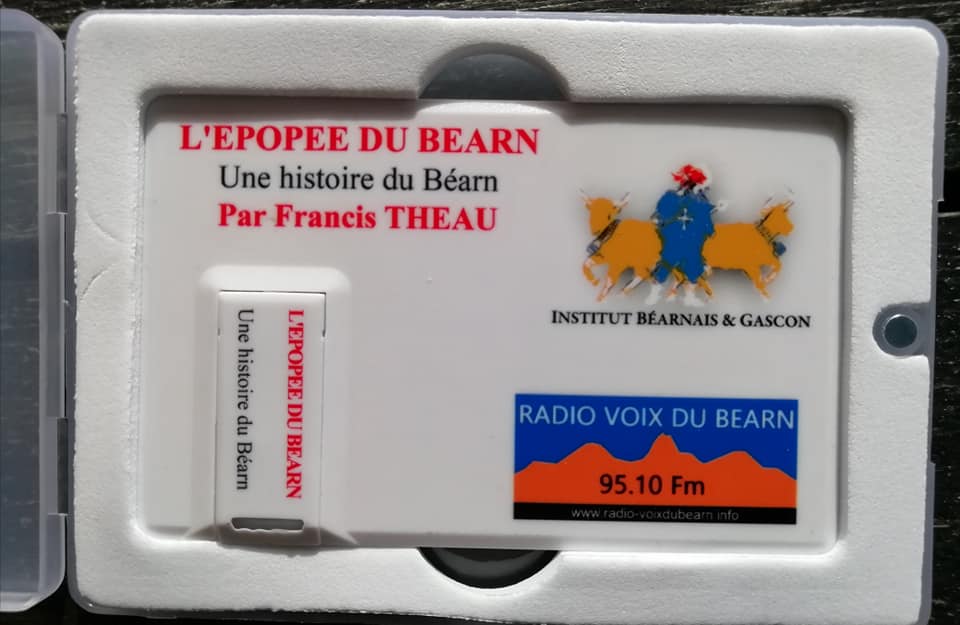 L'EPOPEE DU BEARN
Une histoire du Béarn
Par Francis THEAU
INSTITUT BÉARNAIS & GASCON
L'EPOPEE DU BEARN
Une histoire du Béarn
RADIO VOIX DU BEARN
95.10 Fm
www.radio-voixdubearn.info